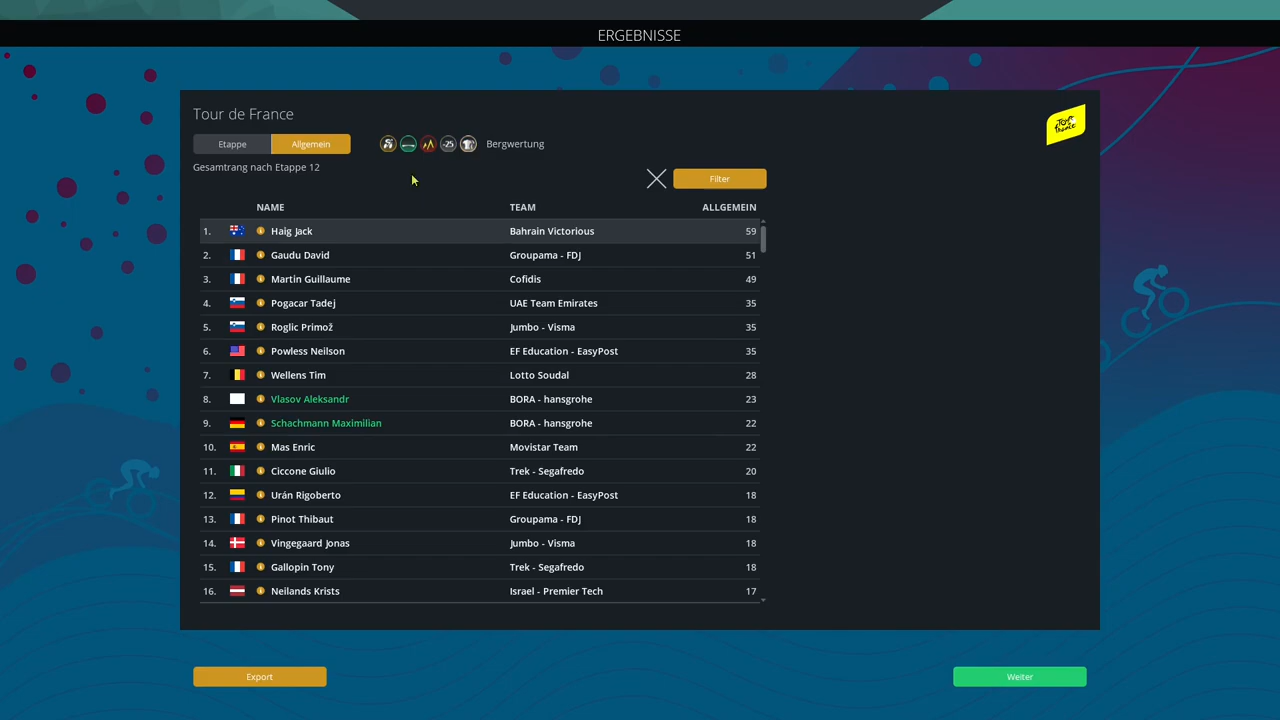 ERGEBNISSE
Tour de France
Etappe Allgemein -25 Bergwertung
Gesamtrang nach Etappe 12
Filter
NAME TEAM ALLGEMEIN
1. Haig Jack Bahrain Victorious 59
2. Gaudu David Groupama - FDJ 51
3. Martin Guillaume Cofidis 49
4. Pogacar Tadej UAE Team Emirates 35
5. Roglic Primož Jumbo - Visma 35
6. Powless Neilson EF Education - EasyPost 35
7. Wellens Tim Lotto Soudal 28
8. Vlasov Aleksandr BORA - hansgrohe 23
9. Schachmann Maximilian BORA - hansgrohe 22
10. Mas Enric Movistar Team 22
11. Ciccone Giulio Trek - Segafredo 20
12. Urán Rigoberto EF Education - EasyPost 18
13. Pinot Thibaut Groupama - FDJ 18
14. Vingegaard Jonas Jumbo - Visma 18
15. Gallopin Tony Trek - Segafredo 18
16. Neilands Krists Israel - Premier Tech 17
Export Weiter